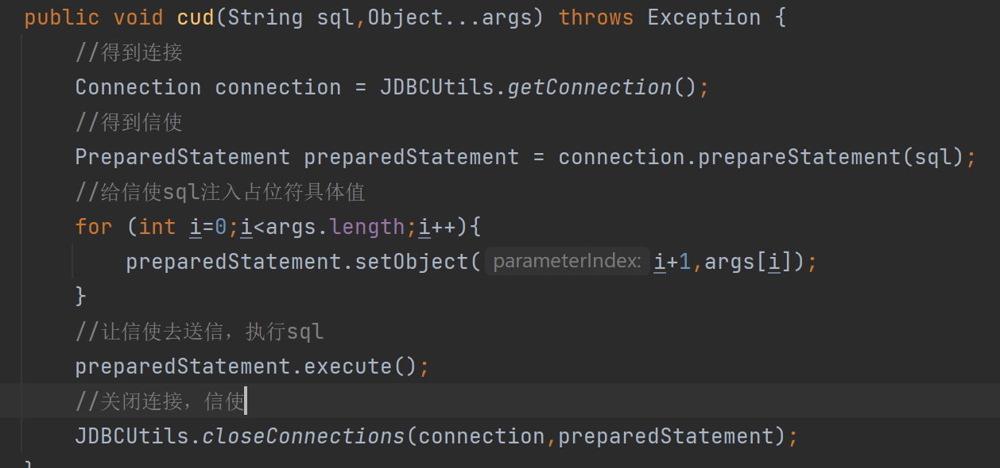 public void cud(String sql,Object...args) throws Exception {
//得到连接
Connection connection = JDBCUtils.getConnection();
//得到信使
PreparedStatement preparedStatement = connection.prepareStatement(sql);
//给信使sql注入占位符具体值
for (int i=0;i<args.length;i++){
preparedStatement.setObject( parameterIndex: i+1,args[i]);
}
//让信使去送信，执行sql
preparedStatement.execute();
//关闭连接，信使
JDBCUtils.closeConnections(connection,preparedStatement);
}